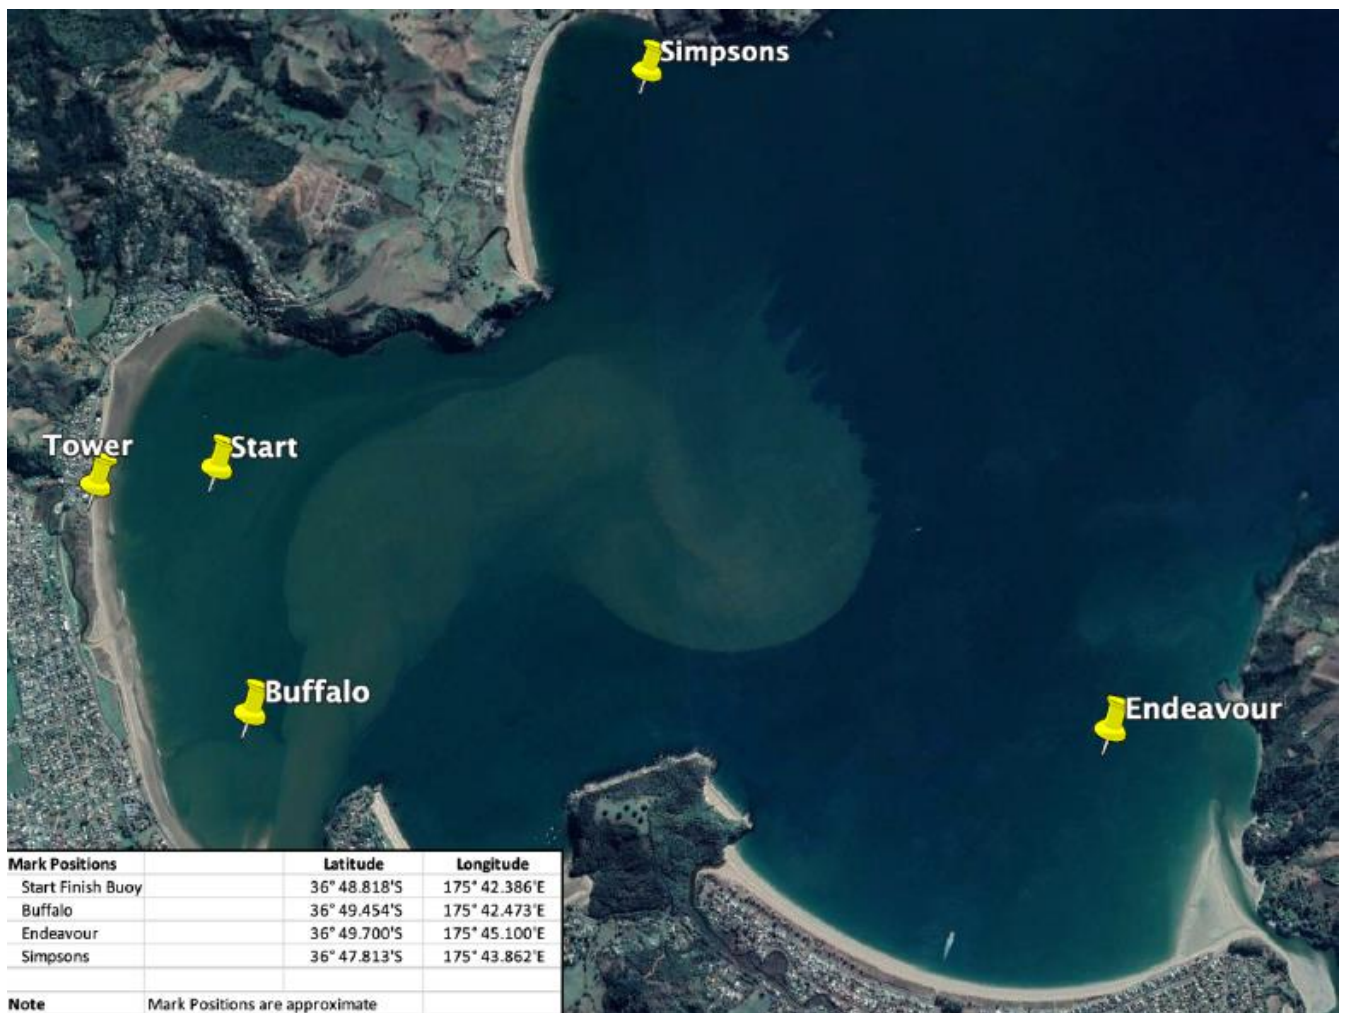 Simpsons
Tower
Start
Buffalo
Endeavour
Mark Positions Latitude Longitude
Start Finish Buoy 36° 48.818'S 175° 42.386'E
Buffalo 36° 49.454'S 175° 42.473'E
Endeavour 36° 49.700'S 175° 45.100'E
Simpsons 36° 47.813'S 175° 43.862'E
Note Mark Positions are approximate